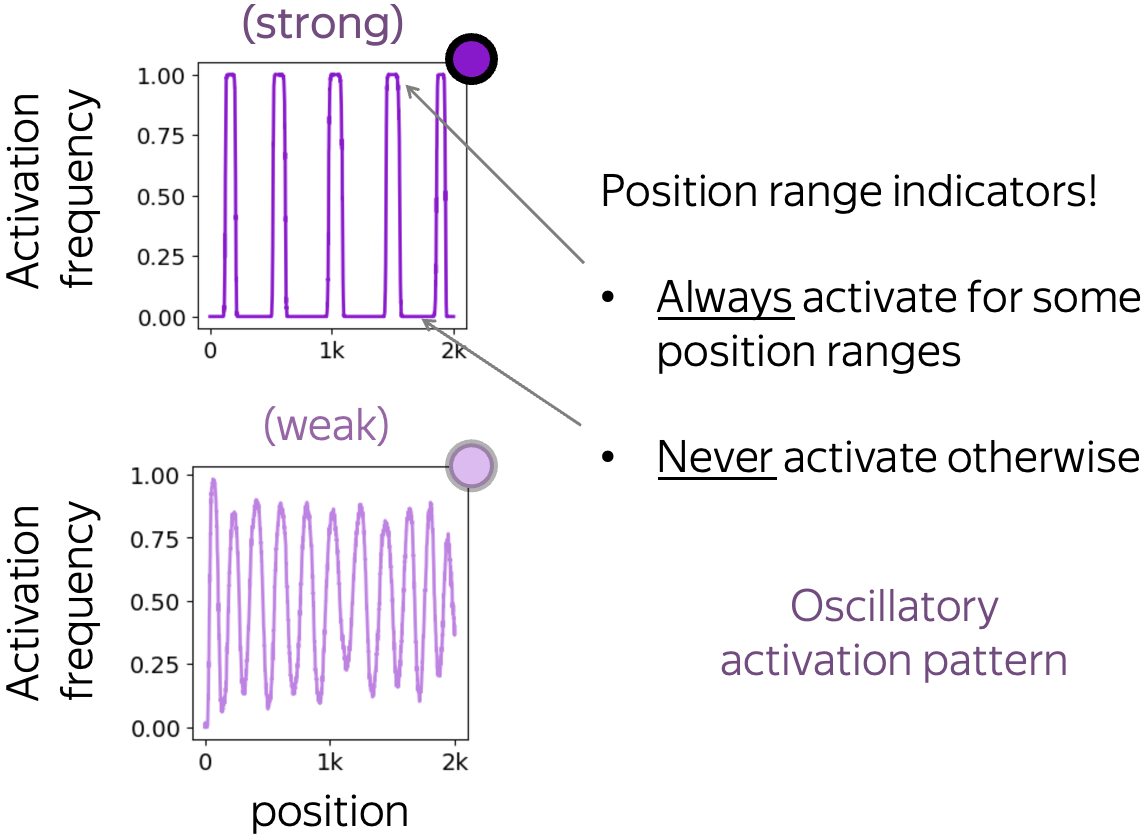 (strong)
Activation
frequency
1.00
0.75
0.50
0.25
0.00
0
1k
2k
Position range indicators!
• Always activate for some
position ranges
• Never activate otherwise
(weak)
Activation
frequency
1.00
0.75
0.50
0.25
0.00
0
1k
2k
position
Oscillatory
activation pattern